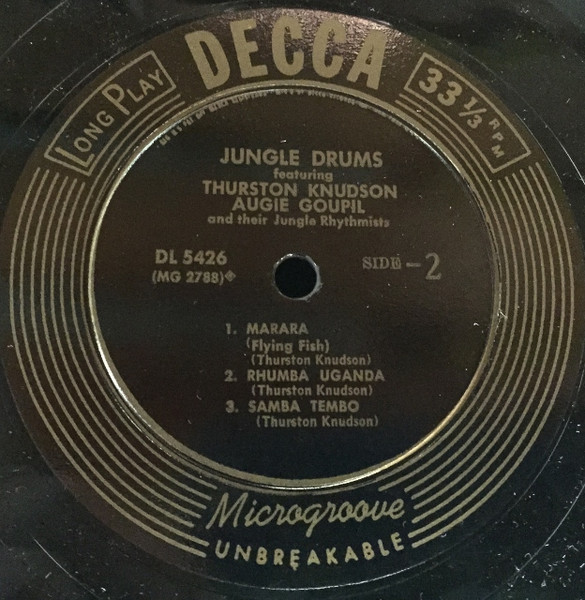 DECCA
LONG PLAY
33 1/3 RPM
JUNGLE DRUMS
featuring
THURSTON KNUDSON
AUGIE GOUPIL
and their Jungle Rhythmists
DL 5426
SIDE - 2
(MG 2788)
1. MARARA
(Flying Fish)
(Thurston Knudson)
2. RHUMBA UGANDA
(Thurston Knudson)
3. SAMBA TEMBO
(Thurston Knudson)
Microgroove
UNBREAKABLE